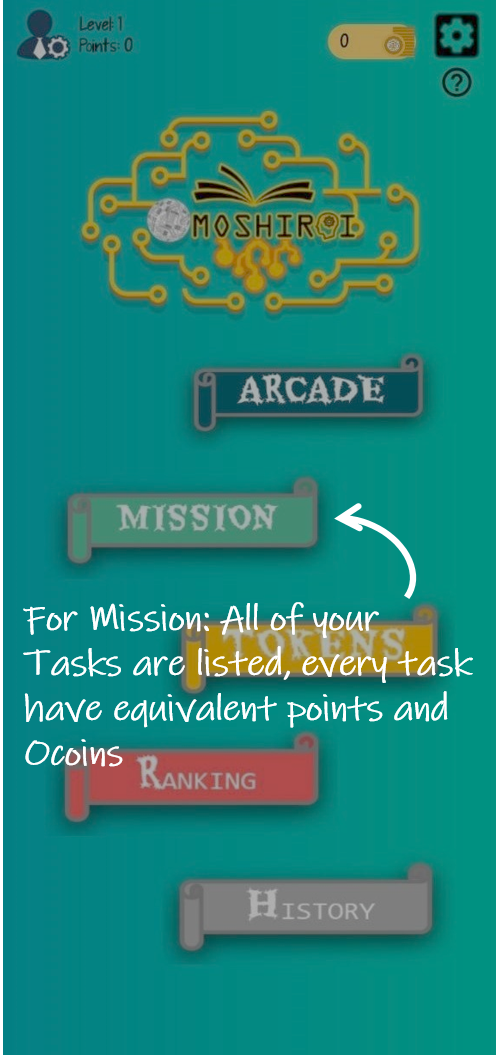 Level: 1
Points: 0
0
?
MOSHIROI
ARCADE
MISSION
For Mission: All of your
TOKENS
Tasks are listed, every task
have equivalent points and
Ocoins
RANKING
HISTORY